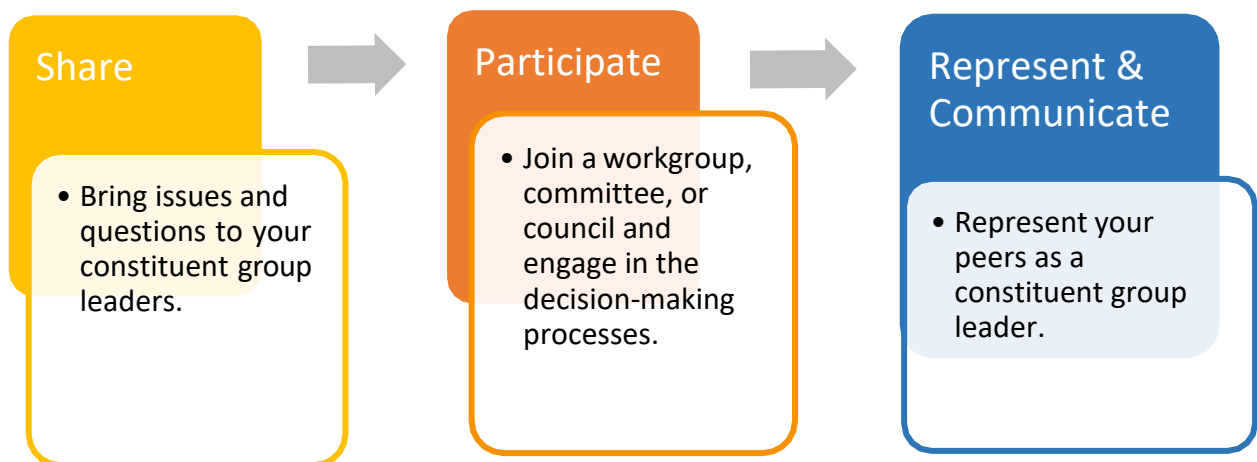 Share
• Bring issues and
questions to your
constituent group
leaders.
Participate
• Join a workgroup,
committee, or
council and
engage in the
decision-making
processes.
Represent &
Communicate
• Represent your
peers as a
constituent group
leader.